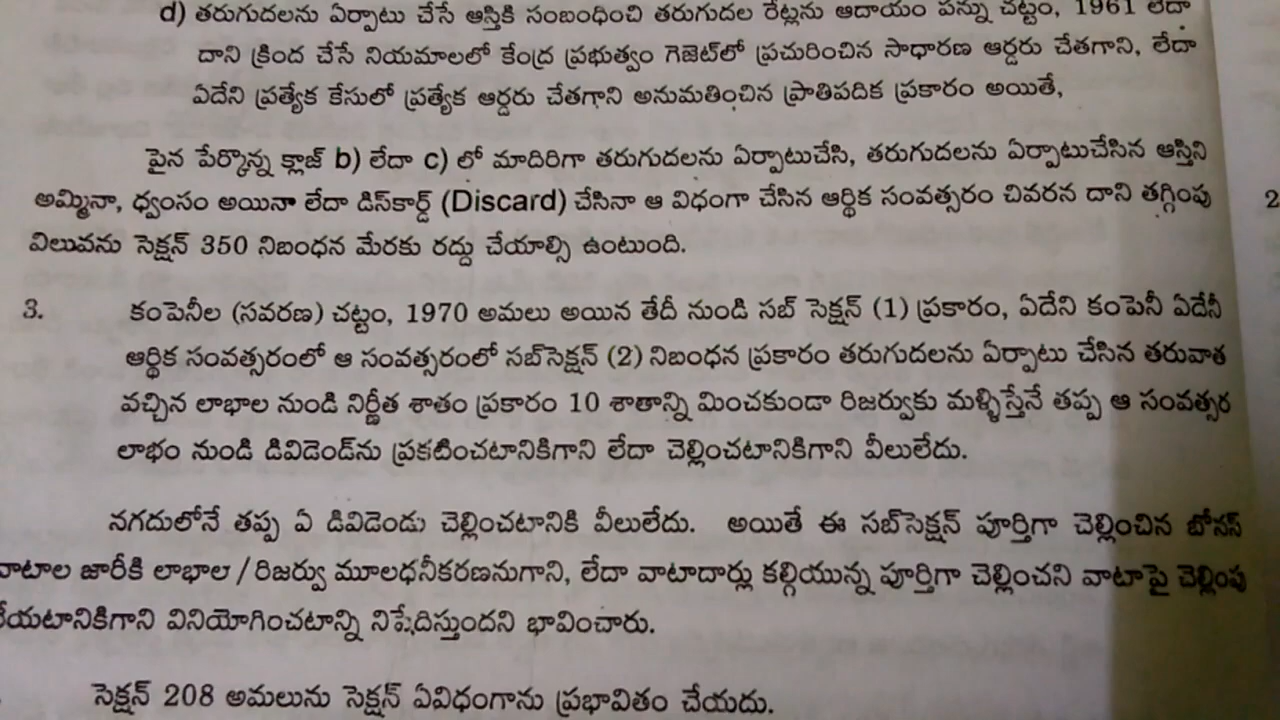 d) తరుగుదలను ఏర్పాటు చేసే ఆస్తికి సంబంధించి తరుగుదల రేట్లను ఆదాయం పన్ను చట్టం, 1961 లేదా
దాని క్రింద చేసే నియమాలలో కేంద్ర ప్రభుత్వం గెజెట్‌లో ప్రచురించిన సాధారణ ఆర్డరు చేతగాని, లేదా
ఏదేని ప్రత్యేక కేసులో ప్రత్యేక ఆర్డరు చేతగాని అనుమతించిన ప్రాతిపదిక ప్రకారం అయితే,
పైన పేర్కొన్న క్లాజ్ b) లేదా c) లో మాదిరిగా తరుగుదలను ఏర్పాటుచేసి, తరుగుదలను ఏర్పాటుచేసిన ఆస్తిని
అమ్మినా, ధ్వంసం అయినా లేదా డిస్‌కార్డ్ (Discard) చేసినా ఆ విధంగా చేసిన ఆర్థిక సంవత్సరం చివరన దాని తగ్గింపు
విలువను సెక్షన్ 350 నిబంధన మేరకు రద్దు చేయాల్సి ఉంటుంది.
2
3. కంపెనీల (సవరణ) చట్టం, 1970 అమలు అయిన తేదీ నుండి సబ్ సెక్షన్ (1) ప్రకారం, ఏదేని కంపెనీ ఏదేనీ
ఆర్థిక సంవత్సరంలో ఆ సంవత్సరంలో సబ్‌సెక్షన్ (2) నిబంధన ప్రకారం తరుగుదలను ఏర్పాటు చేసిన తరువాత
వచ్చిన లాభాల నుండి నిర్ణీత శాతం ప్రకారం 10 శాతాన్ని మించకుండా రిజర్వుకు మళ్ళిస్తేనే తప్ప ఆ సంవత్సర
లాభం నుండి డివిడెండ్‌ను ప్రకటించటానికిగాని లేదా చెల్లించటానికిగాని వీలులేదు.
నగదులోనే తప్ప ఏ డివిడెండు చెల్లించటానికి వీలులేదు. అయితే ఈ సబ్‌సెక్షన్ పూర్తిగా చెల్లించిన బోనస్
వాటాల జారీకి లాభాల / రిజర్వు మూలధనీకరణనుగాని, లేదా వాటాదార్లు కల్గియున్న పూర్తిగా చెల్లించని వాటాపై చెల్లింపు
చేయటానికిగాని వినియోగించటాన్ని నిషేదిస్తుందని భావించారు.
సెక్షన్ 208 అమలును సెక్షన్ ఏవిధంగాను ప్రభావితం చేయదు.